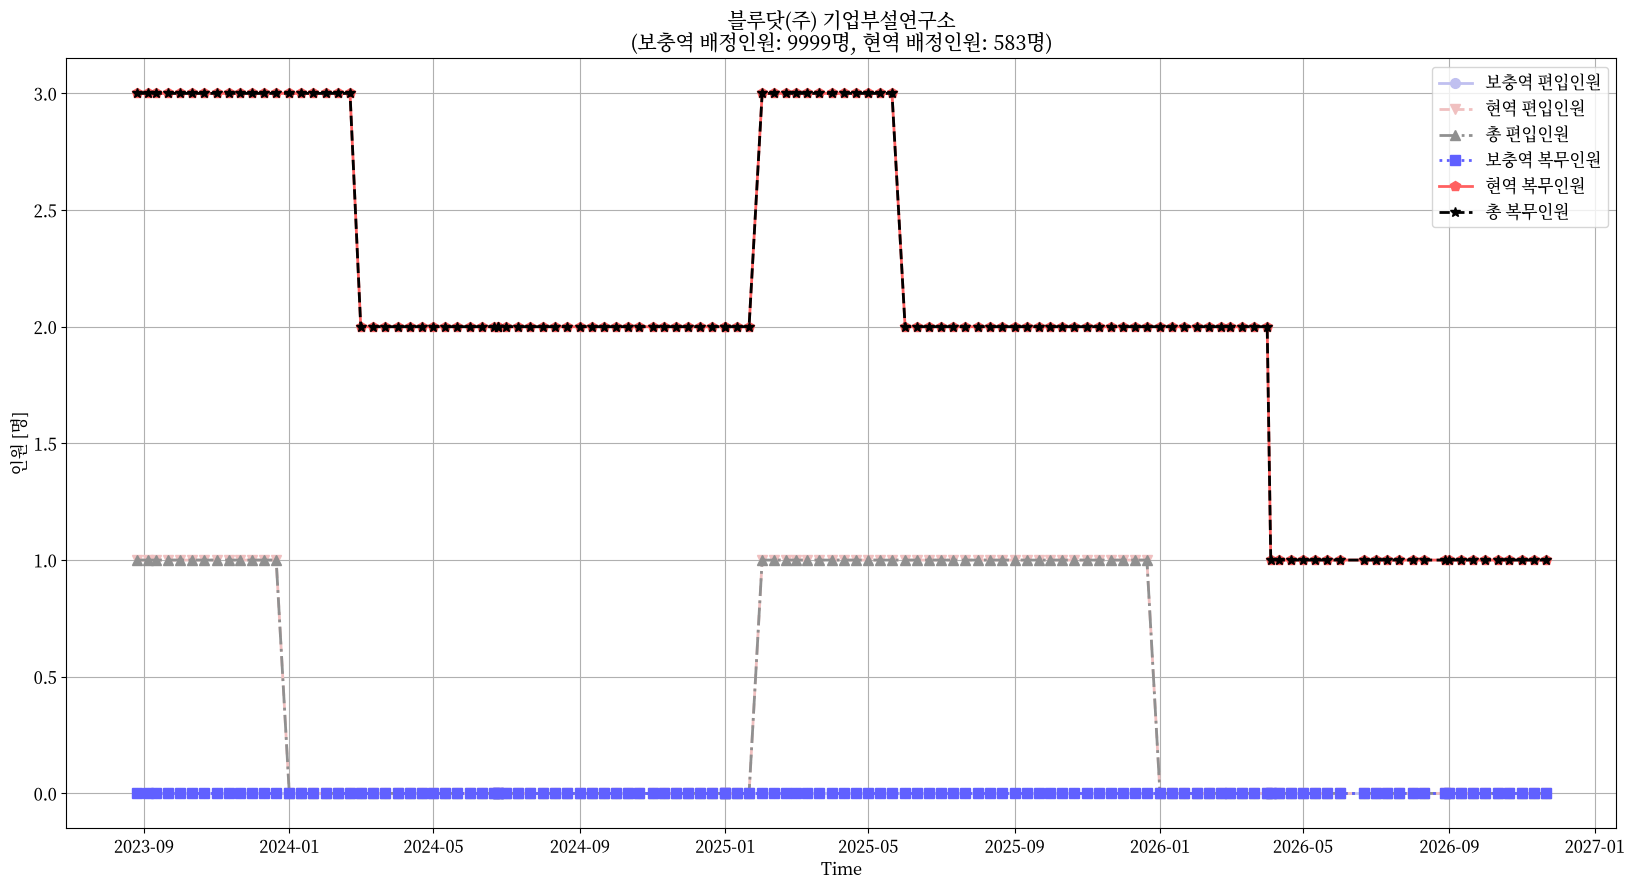 블루닷(주) 기업부설연구소
(보충역 배정인원: 9999명, 현역 배정인원: 583명)
보충역 편입인원
현역 편입인원
총 편입인원
보충역 복무인원
현역 복무인원
총 복무인원
인원 [명]
3.0
2.5
2.0
1.5
1.0
0.5
0.0
2023-09
2024-01
2024-05
2024-09
2025-01
2025-05
2025-09
2026-01
2026-05
2026-09
2027-01
Time